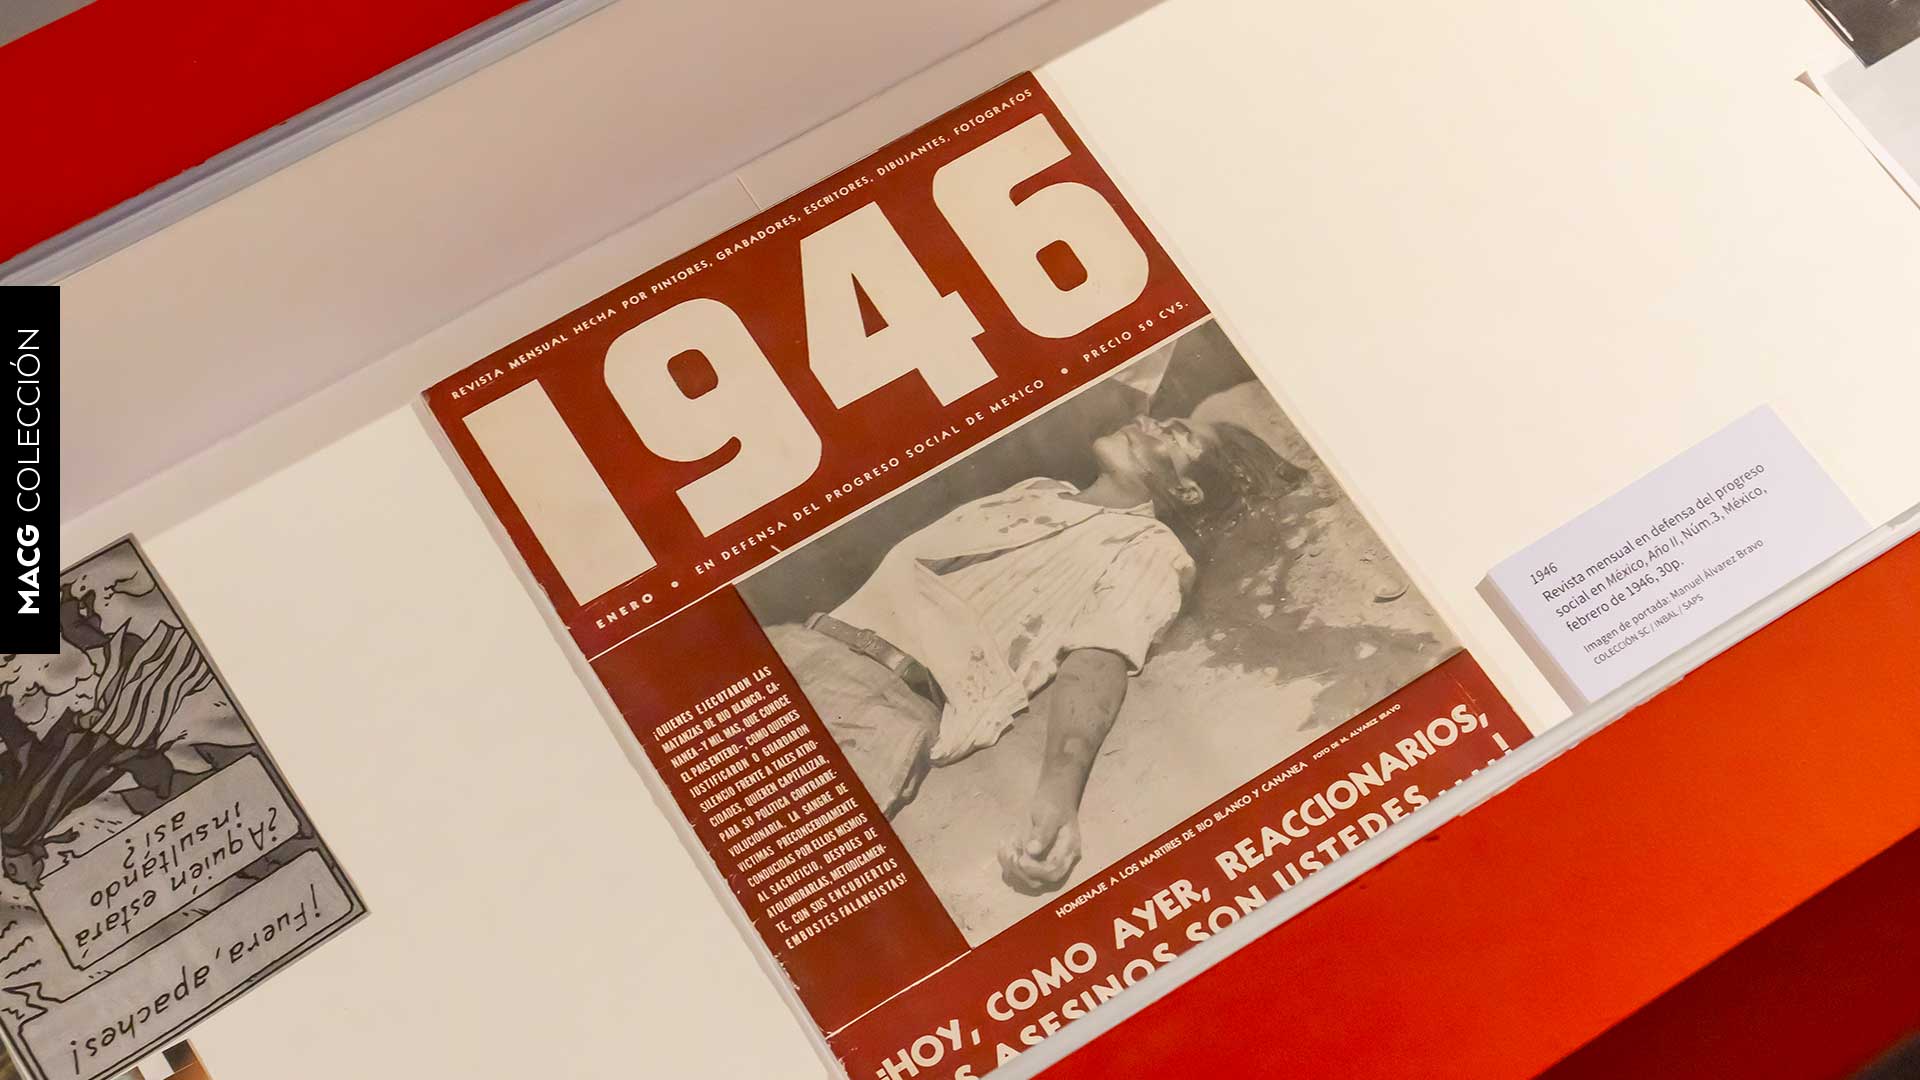 MACG COLECCIÓN
REVISTA MENSUAL HECHA POR PINTORES, GRABADORES, ESCRITORES, DIBUJANTES, FOTOGRAFOS
1946
ENERO • EN DEFENSA DEL PROGRESO SOCIAL DE MEXICO • PRECIO 50 CVS.
¡QUIENES EJECUTARON LAS
MATANZAS DE RIO BLANCO, CA-
NANEA–Y MIL MAS, QUE CONOCE
EL PAIS ENTERO–, COMO QUIENES
JUSTIFICARON O GUARDARON
SILENCIO FRENTE A TALES ATRO-
CIDADES, QUIEREN CAPITALIZAR,
PARA SU POLITICA CONTRARRE-
VOLUCIONARIA, LA SANGRE DE
VICTIMAS PRECONCEBIDAMENTE
CONDUCIDAS POR ELLOS MISMOS
AL SACRIFICIO, DESPUES DE
ATOLONDRARLAS, METODICAMEN-
TE, CON SUS ENCUBIERTOS
EMBUSTES FALANGISTAS!
HOMENAJE A LOS MARTIRES DE RIO BLANCO Y CANANEA FOTO DE M. ALVAREZ BRAVO
¡HOY, COMO AYER, REACCIONARIOS,
ASESINOS SON USTEDES....!
1946
Revista mensual en defensa del progreso
social en México, Año II, Núm.3, México,
febrero de 1946, 30p.
Imagen de portada: Manuel Álvarez Bravo
COLECCIÓN SC / INBAL / SAPS
¡Fuera, apaches!
¿A quién estará
insultando
así?